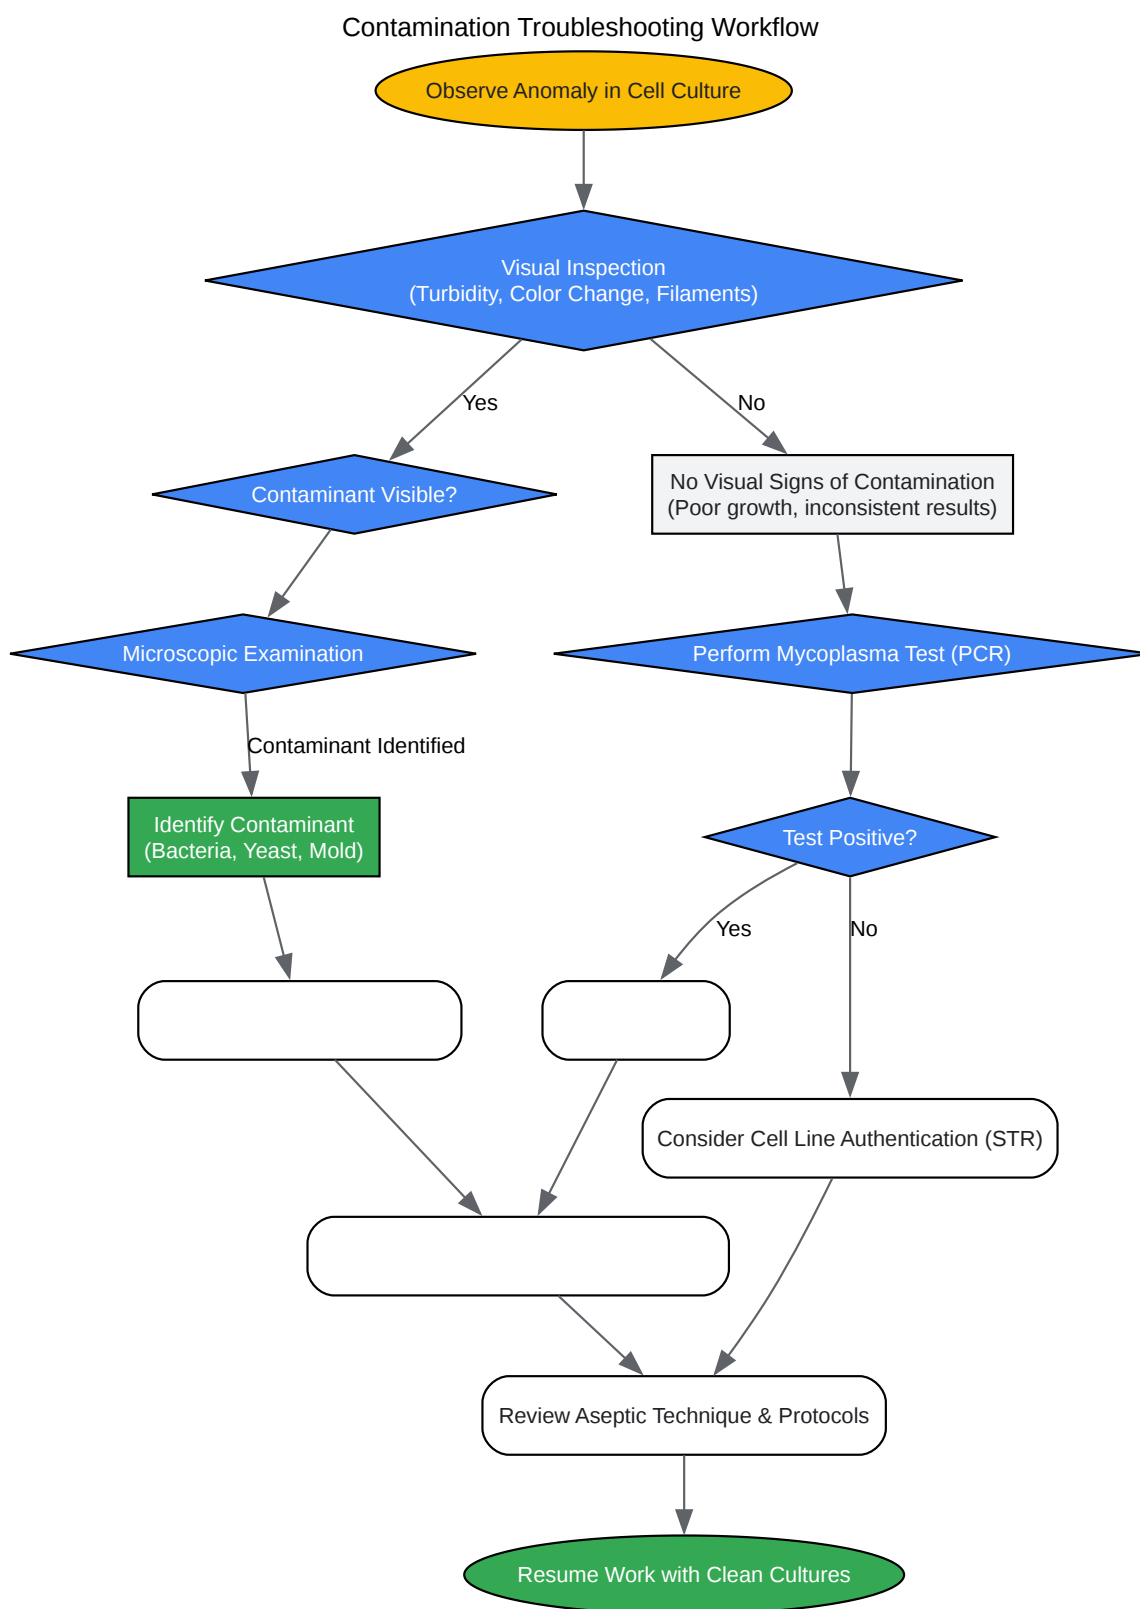 Contamination Troubleshooting Workflow
Observe Anomaly in Cell Culture
Visual Inspection
(Turbidity, Color Change, Filaments)
Yes
No
Contaminant Visible?
No Visual Signs of Contamination
(Poor growth, inconsistent results)
Microscopic Examination
Perform Mycoplasma Test (PCR)
Contaminant Identified
Identify Contaminant
(Bacteria, Yeast, Mold)
Test Positive?
Yes
No
Consider Cell Line Authentication (STR)
Review Aseptic Technique & Protocols
Resume Work with Clean Cultures